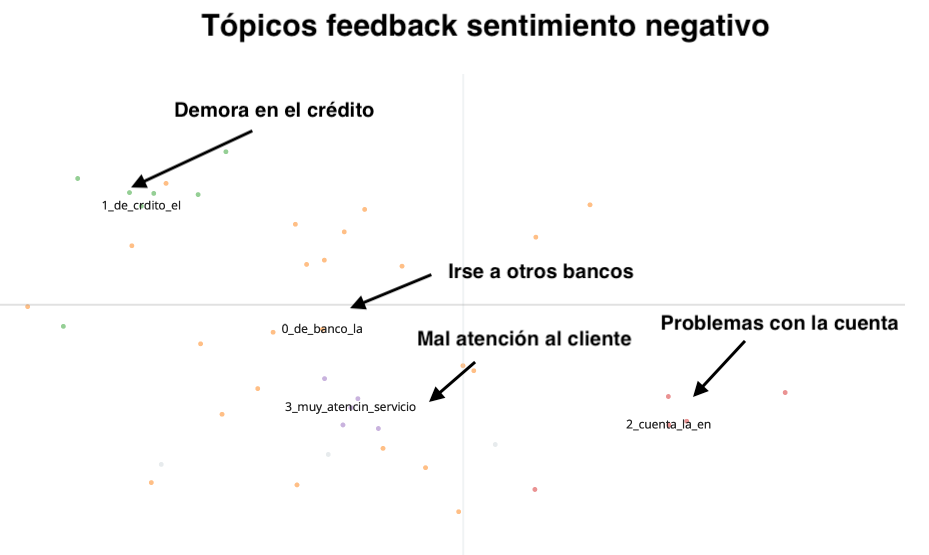 Tópicos feedback sentimiento negativo
Demora en el crédito
1_de_crdito_el
Irse a otros bancos
0_de_banco_la
Mal atención al cliente
Problemas con la cuenta
3_muy_atencin_servicio
2_cuenta_la_en